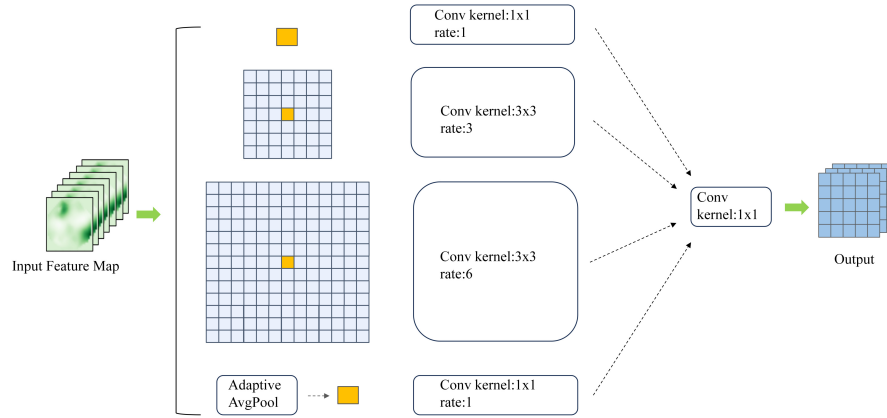 Conv kernel:1x1
rate:1
Conv kernel:3x3
rate:3
Input Feature Map
Conv kernel:3x3
rate:6
Adaptive
AvgPool
Conv kernel:1x1
rate:1
Conv
kernel:1x1
Output